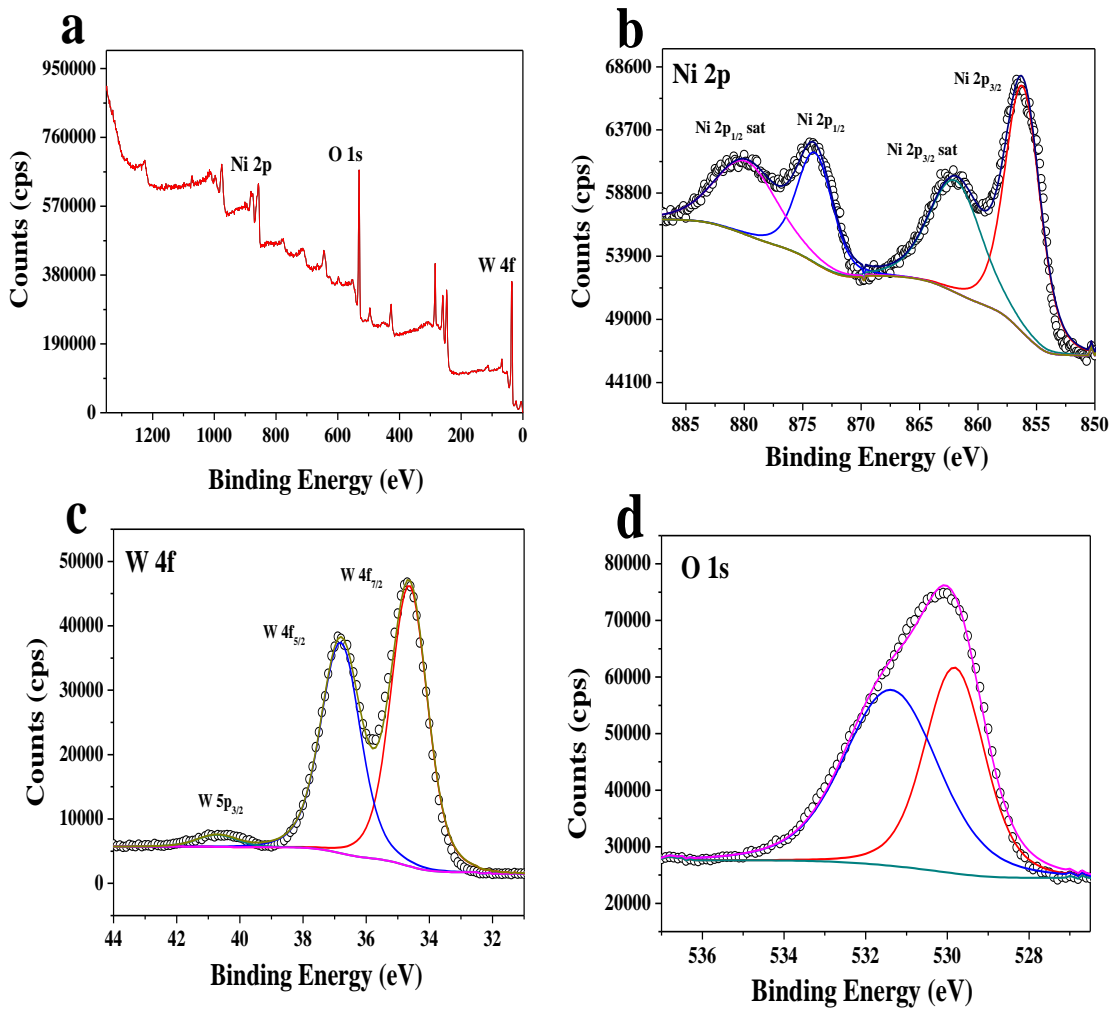 a
950000
760000
570000
380000
190000
0
Counts (cps)
Ni 2p
O 1s
W 4f
1200 1000 800 600 400 200 0
Binding Energy (eV)
b
Ni 2p
68600
63700
58800
53900
49000
44100
Counts (cps)
Ni 2p1/2 sat
Ni 2p1/2
Ni 2p3/2 sat
Ni 2p3/2
885 880 875 870 865 860 855 850
Binding Energy (eV)
c
W 4f
50000
40000
30000
20000
10000
0
Counts (cps)
W 5p3/2
W 4f5/2
W 4f7/2
44 42 40 38 36 34 32
Binding Energy (eV)
d
O 1s
80000
70000
60000
50000
40000
30000
20000
Counts (cps)
536 534 532 530 528
Binding Energy (eV)